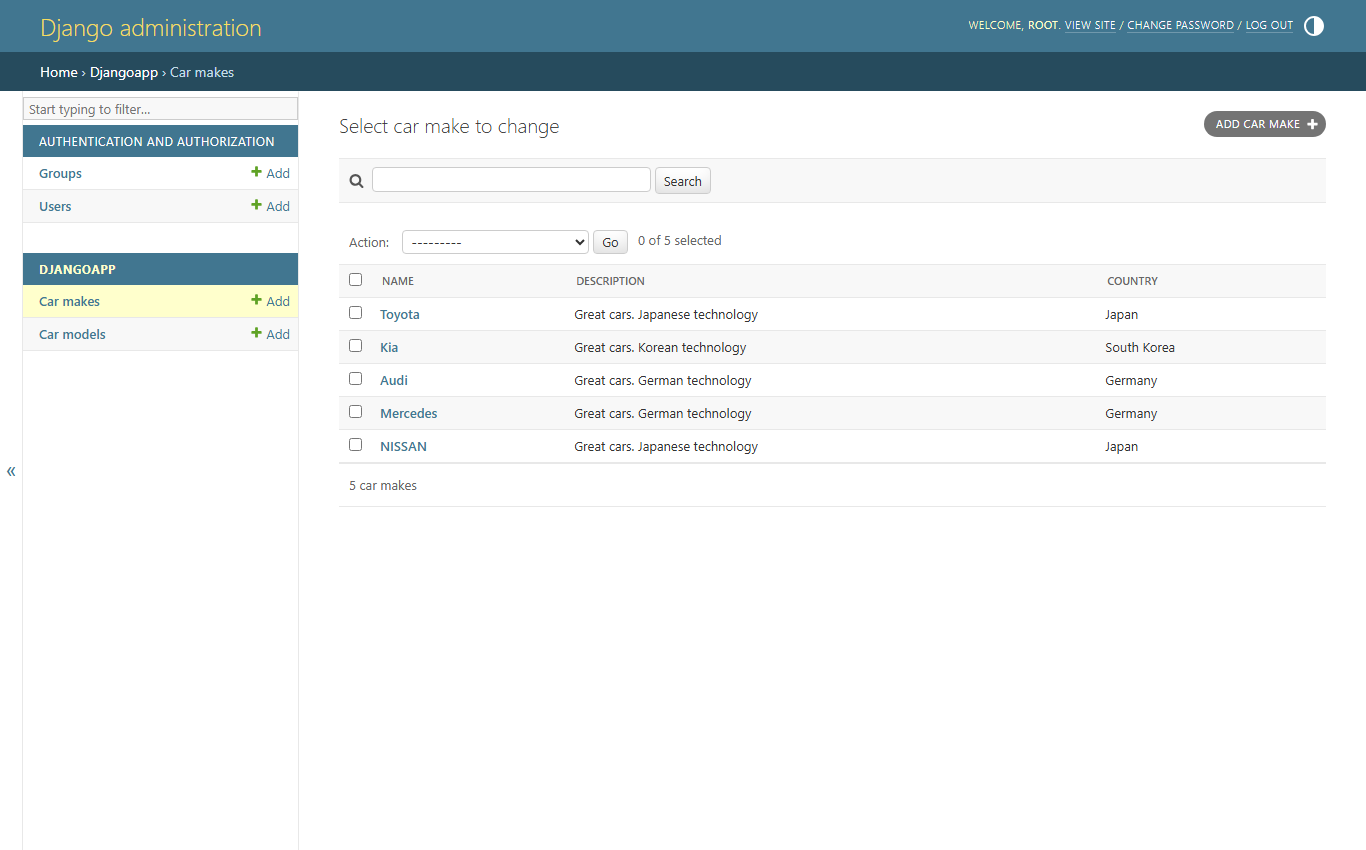 Django administration
WELCOME, ROOT. VIEW SITE / CHANGE PASSWORD / LOG OUT
Home › Djangoapp › Car makes
Start typing to filter...
AUTHENTICATION AND AUTHORIZATION
Groups Add
Users Add
DJANGOAPP
Car makes Add
Car models Add
«
Select car make to change
ADD CAR MAKE +
Search
Action: --------- Go 0 of 5 selected
NAME DESCRIPTION COUNTRY
Toyota Great cars. Japanese technology Japan
Kia Great cars. Korean technology South Korea
Audi Great cars. German technology Germany
Mercedes Great cars. German technology Germany
NISSAN Great cars. Japanese technology Japan
5 car makes